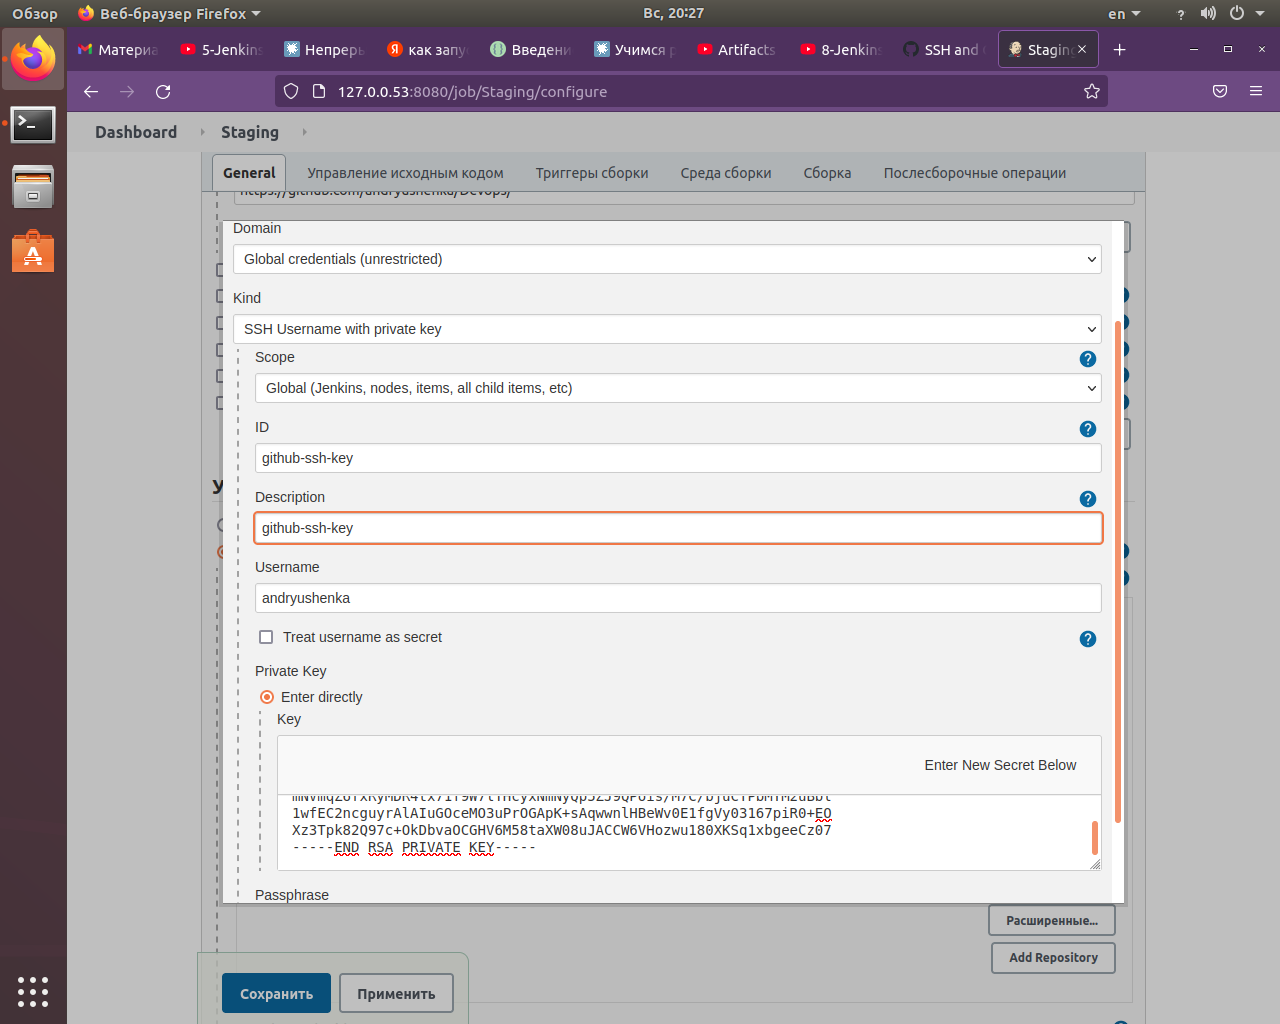 Обзор Веб-браузер Firefox Вс, 20:27 en ?
Материа 5-Jenkins Непрерь как запус Введени Учимся р Artifacts 8-Jenkins SSH and Staging
127.0.0.53:8080/job/Staging/configure
Dashboard Staging
General Управление исходным кодом Триггеры сборки Среда сборки Сборка Послесборочные операции
https://github.com/andryushenka/Devops/
Domain
Global credentials (unrestricted)
Kind
SSH Username with private key
Scope
Global (Jenkins, nodes, items, all child items, etc)
ID
github-ssh-key
Description
github-ssh-key
Username
andryushenka
Treat username as secret
Private Key
Enter directly
Key
Enter New Secret Below
1wfEC2ncguyrAlAIuGOceMO3uPrOGApK+sAqwwnlHBeWv0E1fgVy03167piR0+EO
Xz3Tpk82Q97c+OkDbvaOCGHV6M58taXW08uJACCW6VHozwu180XKSq1xbgeeCz07
-----END RSA PRIVATE KEY-----
Passphrase
Расширенные...
Add Repository
Сохранить Применить